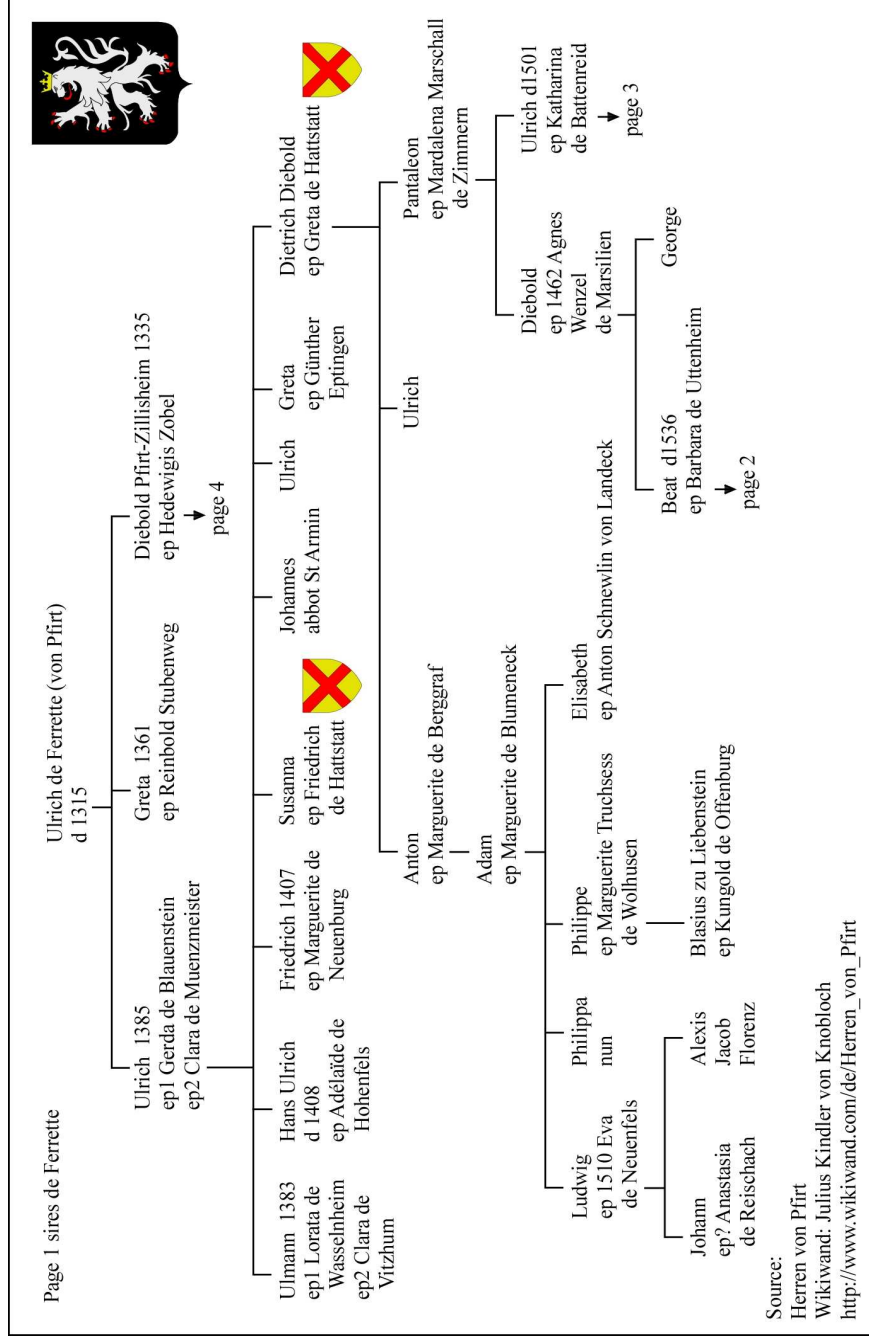 Page 1 sires de Ferrette
Ulrich de Ferrette (von Pfirt)
d 1315
Ulrich 1385
ep1 Gerda de Blauenstein
ep2 Clara de Muenzmeister
Greta 1361
ep Reinbold Stubenweg
Diebold Pfirt-Zillisheim 1335
ep Hedewigis Zobel
page 4
Ulmann 1383
ep1 Lorata de
Wasselnheim
ep2 Clara de
Vitzhum
Hans Ulrich
d 1408
ep Adélaïde de
Hohenfels
Friedrich 1407
ep Marguerite de
Neuenburg
Susanna
ep Friedrich
de Hattstatt
Johannes
abbot St Armin
Ulrich
Greta
ep Günther
Eptingen
Dietrich Diebold
ep Greta de Hattstatt
Anton
ep Marguerite de Berggraf
Ulrich
Pantaleon
ep Mardalena Marschall
de Zimmern
Adam
ep Marguerite de Blumeneck
Diebold
ep 1462 Agnes
Wenzel
de Marsilien
Ulrich d1501
ep Katharina
de Battenreid
page 3
Ludwig
ep 1510 Eva
de Neuenfels
Philippa
nun
Philippe
ep Marguerite Truchsess
de Wolhusen
Elisabeth
ep Anton Schnewlin von Landeck
Beat d1536
ep Barbara de Uttenheim
page 2
George
Johann
ep? Anastasia
de Reischach
Alexis
Jacob
Florenz
Blasius zu Liebenstein
ep Kungold de Offenburg
Source:
Herren von Pfirt
Wikiwand: Julius Kindler von Knobloch
http://www.wikiwand.com/de/Herren_von_Pfirt